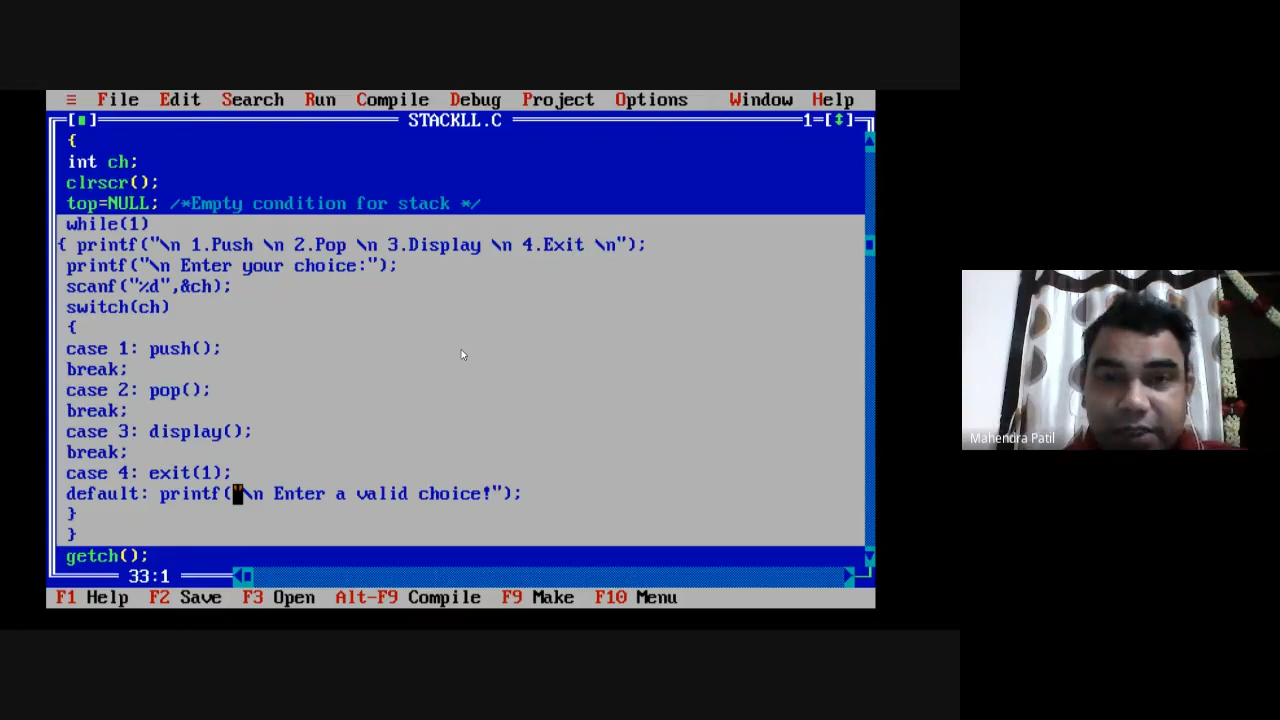 ≡ File Edit Search Run Compile Debug Project Options Window Help
[■] STACKLL.C 1=[↕]
{
int ch;
clrscr();
top=NULL; /*Empty condition for stack */
while(1)
{ printf("\n 1.Push \n 2.Pop \n 3.Display \n 4.Exit \n");
printf("\n Enter your choice:");
scanf("%d",&ch);
switch(ch)
{
case 1: push();
break;
case 2: pop();
break;
case 3: display();
break;
case 4: exit(1);
default: printf("\n Enter a valid choice!");
}
}
getch();
33:1
F1 Help F2 Save F3 Open Alt-F9 Compile F9 Make F10 Menu
Mahendra Patil